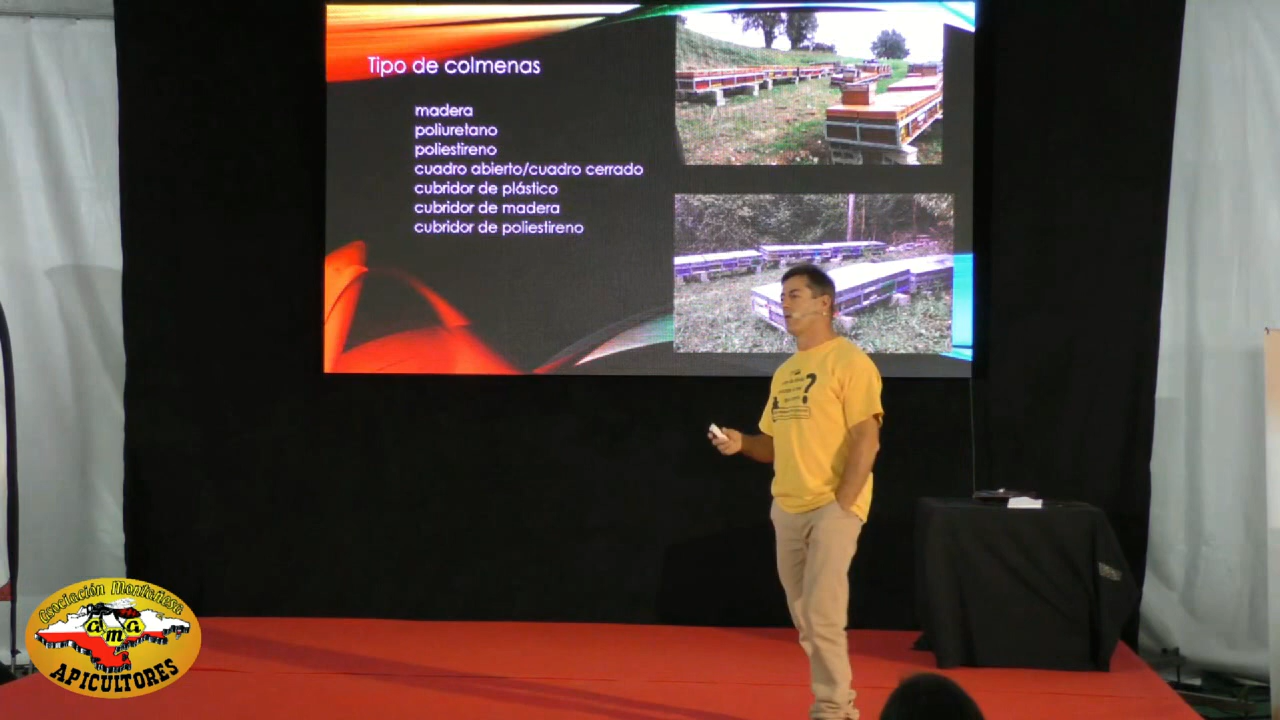 Tipo de colmenas
madera
poliuretano
poliestireno
cuadro abierto/cuadro cerrado
cubridor de plástico
cubridor de madera
cubridor de poliestireno
?
Asociación Montañesa
a.m.a.
APICULTORES